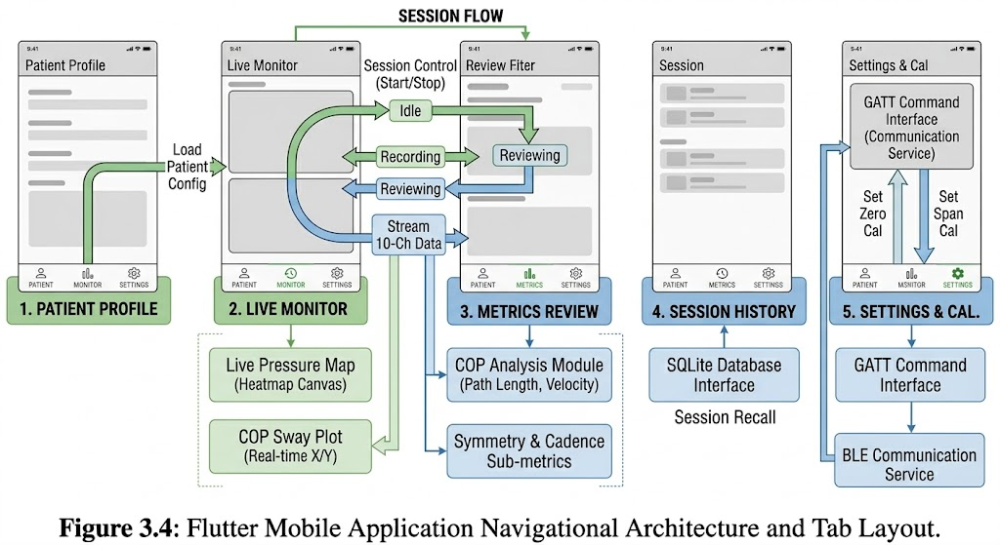 SESSION FLOW
9:41
Patient Profile
PATIENT
MONITOR
SETTINGS
1. PATIENT PROFILE
Load
Patient
Config
9:41
Live Monitor
PATIENT
MONITOR
SETTINGS
2. LIVE MONITOR
Session Control
(Start/Stop)
Idle
Recording
Reviewing
Stream
10-Ch Data
9:41
Review Fiter
Reviewing
PATIENT
METRICS
SETTINGS
3. METRICS REVIEW
9:41
Session
PATIENT
METRICS
SETTINGS
4. SESSION HISTORY
9:41
Settings & Cal
GATT Command
Interface
(Communication
Service)
Set
Zero
Cal
Set
Span
Cal
PATIENT
MSNITOR
SETTINGS
5. SETTINGS & CAL.
Live Pressure Map
(Heatmap Canvas)
COP Sway Plot
(Real-time X/Y)
COP Analysis Module
(Path Length, Velocity)
Symmetry & Cadence
Sub-metrics
SQLite Database
Interface
Session Recall
GATT Command
Interface
BLE Communication
Service
Figure 3.4: Flutter Mobile Application Navigational Architecture and Tab Layout.